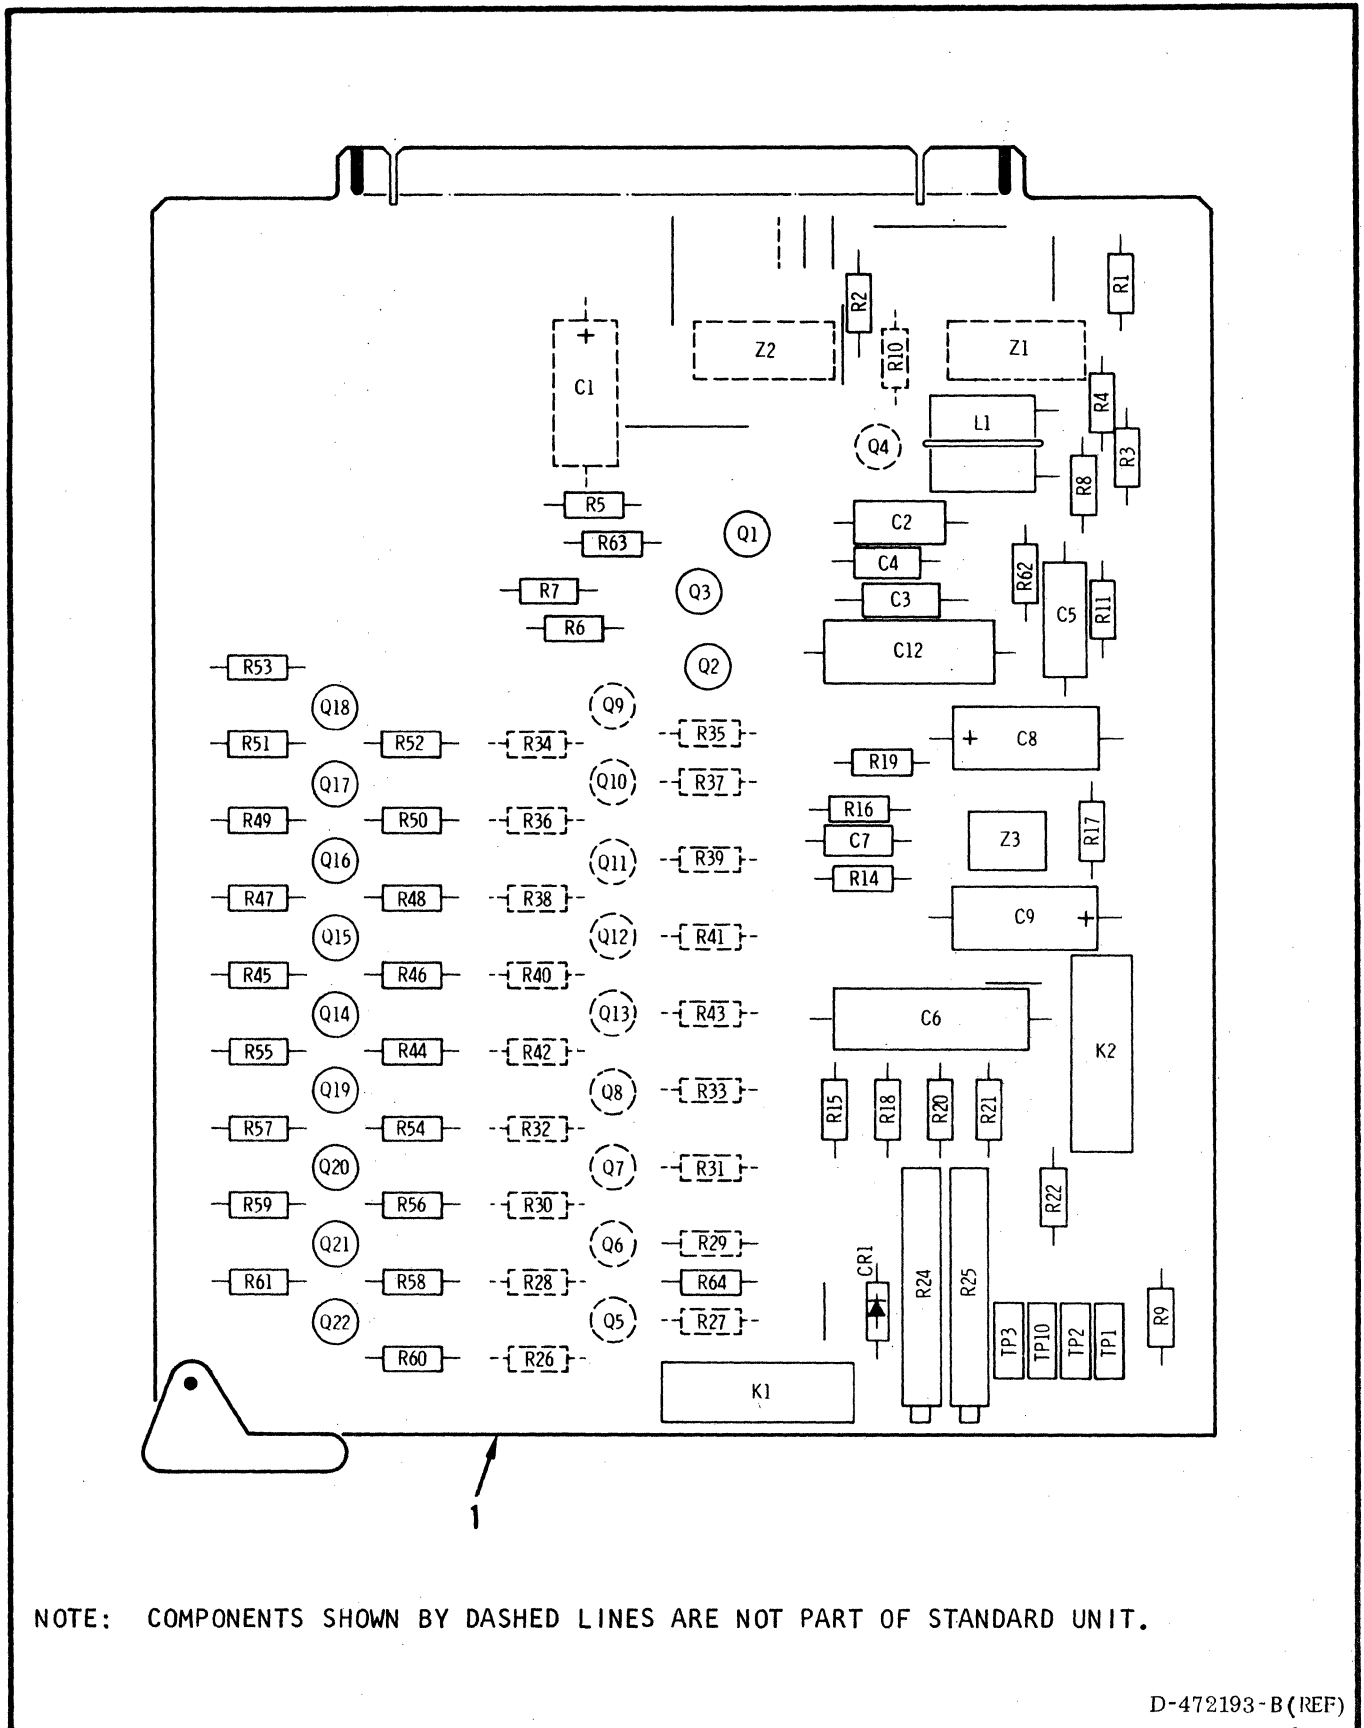 R1
R2
Z2
R10
Z1
+
C1
R4
L1
Q4
R3
R8
R5
C2
Q1
R63
C4
R62
R7
Q3
C3
C5
R11
R6
C12
R53
Q2
Q18
Q9
R35
R51
R52
R34
+ C8
R19
Q17
Q10
R37
R49
R50
R36
R16
R17
C7
Z3
Q16
Q11
R39
R14
R47
R48
R38
C9 +
Q15
Q12
R41
R45
R46
R40
Q14
Q13
R43
C6
R55
R44
R42
K2
Q19
Q8
R33
R15
R18
R20
R21
R57
R54
R32
Q20
Q7
R31
R59
R56
R30
R22
Q21
Q6
R29
CR1
R61
R58
R28
R64
R24
R25
Q22
Q5
R27
TP3
TP10
TP2
TP1
R9
R60
R26
K1
1
NOTE: COMPONENTS SHOWN BY DASHED LINES ARE NOT PART OF STANDARD UNIT.
D-472193-B(REF)